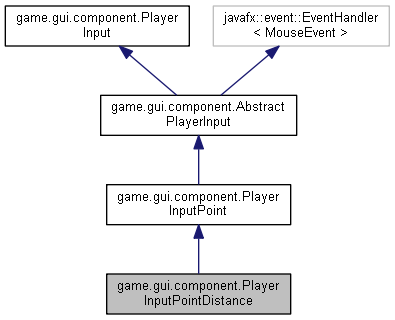 game.gui.component.Player
Input
javafx::event::EventHandler
< MouseEvent >
game.gui.component.Abstract
PlayerInput
game.gui.component.Player
InputPoint
game.gui.component.Player
InputPointDistance